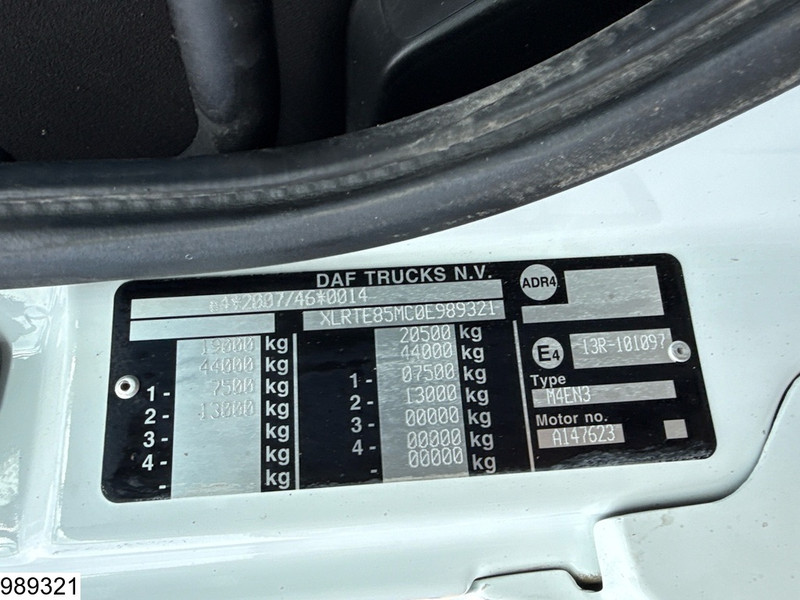 DAF TRUCKS N.V.
ADR4
e4*2007/46*0014
XLRTE85MC0E989321
19000 kg
44000 kg
1 - 7500 kg
2 - 13000 kg
3 - kg
4 - kg
- kg
20500 kg
44000 kg
1 - 07500 kg
2 - 13000 kg
3 - 00000 kg
4 - 00000 kg
- 00000 kg
E4 13R-101097
Type
M4EN3
Motor no.
A147623
989321